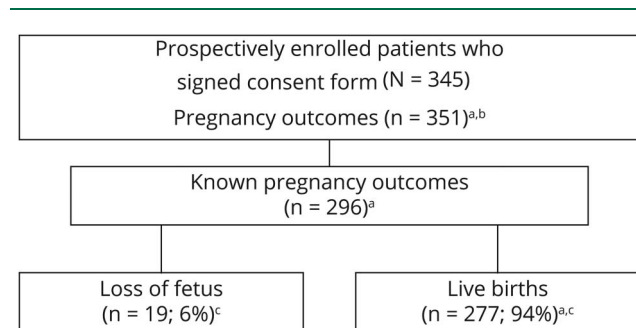 Prospectively enrolled patients who
signed consent form (N = 345)
Pregnancy outcomes (n = 351)a,b
Known pregnancy outcomes
(n = 296)a
Loss of fetus
(n = 19; 6%)c
Live births
(n = 277; 94%)a,c